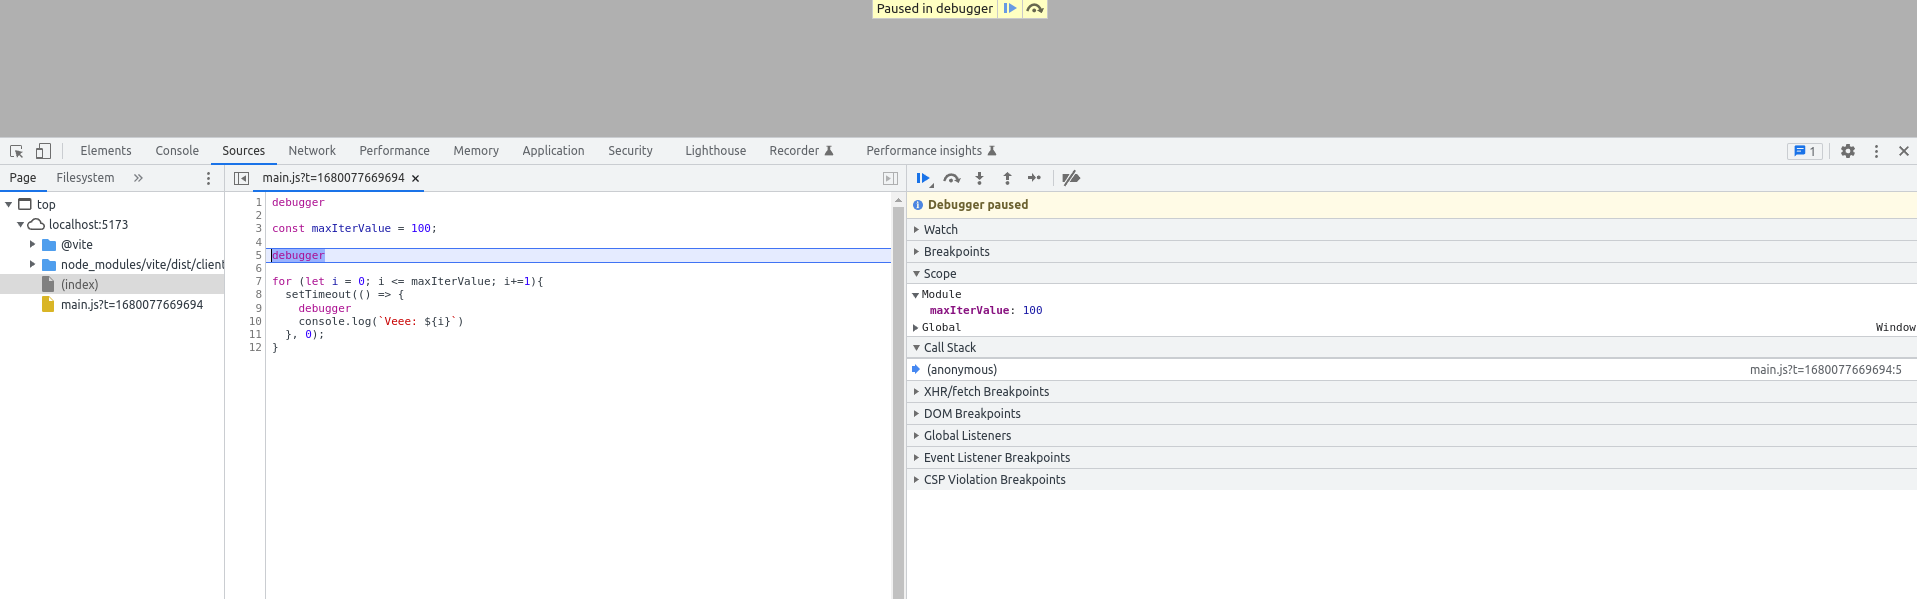 Paused in debugger
Elements Console Sources Network Performance Memory Application Security Lighthouse Recorder Performance insights 1
Page Filesystem
top
localhost:5173
@vite
node_modules/vite/dist/client
(index)
main.js?t=1680077669694
main.js?t=1680077669694
1 debugger
2
3 const maxIterValue = 100;
4
5 debugger
6
7 for (let i = 0; i <= maxIterValue; i+=1){
8 setTimeout(() => {
9 debugger
10 console.log(`Veee: ${i}`)
11 }, 0);
12 }
Debugger paused
Watch
Breakpoints
Scope
Module
maxIterValue: 100
Global Window
Call Stack
(anonymous) main.js?t=1680077669694:5
XHR/fetch Breakpoints
DOM Breakpoints
Global Listeners
Event Listener Breakpoints
CSP Violation Breakpoints